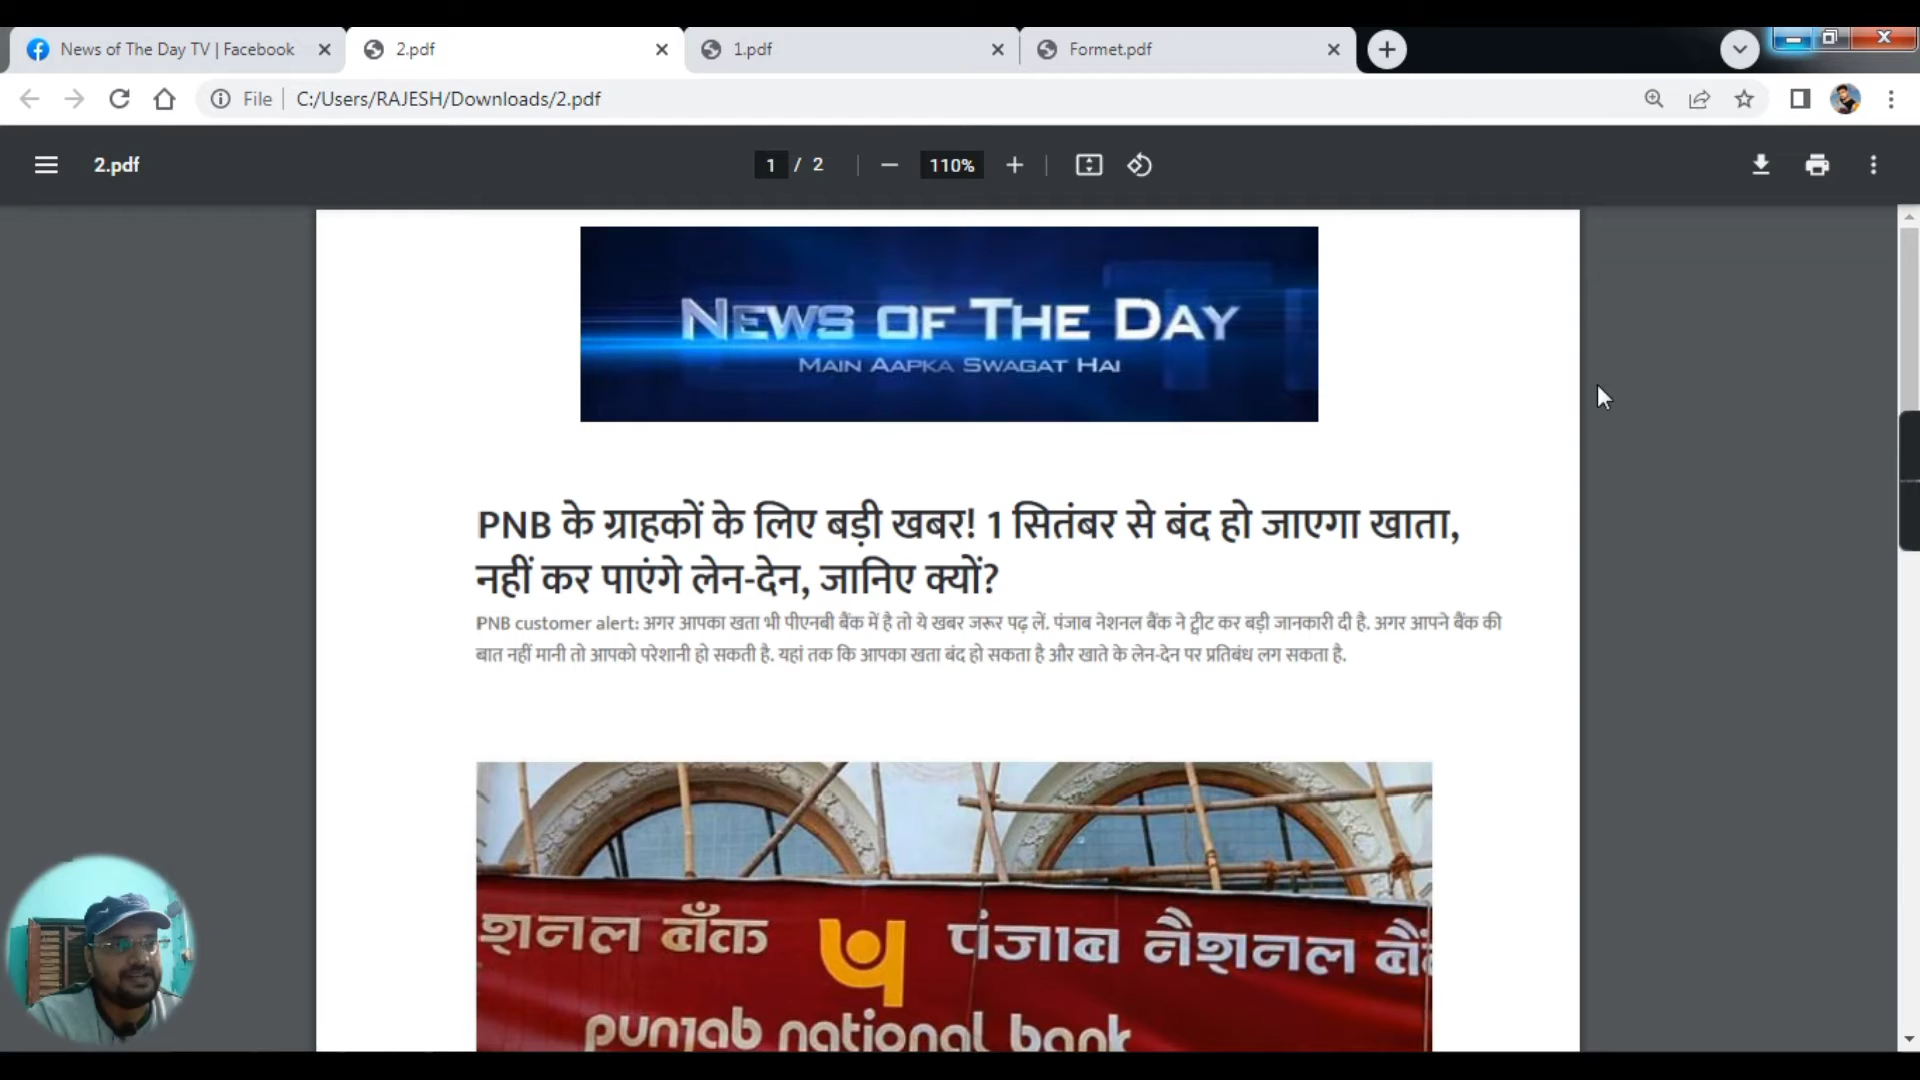 News of The Day TV | Facebook
2.pdf
1.pdf
Formet.pdf
File
C:/Users/RAJESH/Downloads/2.pdf
2.pdf
1 / 2
110%
NEWS OF THE DAY
MAIN AAPKA SWAGAT HAI
PNB के ग्राहकों के लिए बड़ी खबर! 1 सितंबर से बंद हो जाएगा खाता,
नहीं कर पाएंगे लेन-देन, जानिए क्यों?
PNB customer alert: अगर आपका खता भी पीएनबी बैंक में है तो ये खबर जरूर पढ़ लें. पंजाब नेशनल बैंक ने ट्वीट कर बड़ी जानकारी दी है. अगर आपने बैंक की
बात नहीं मानी तो आपको परेशानी हो सकती है. यहां तक कि आपका खता बंद हो सकता है और खाते के लेन-देन पर प्रतिबंध लग सकता है.
शनल बैंक पंजाब नैशनल बैं
punjab national bank